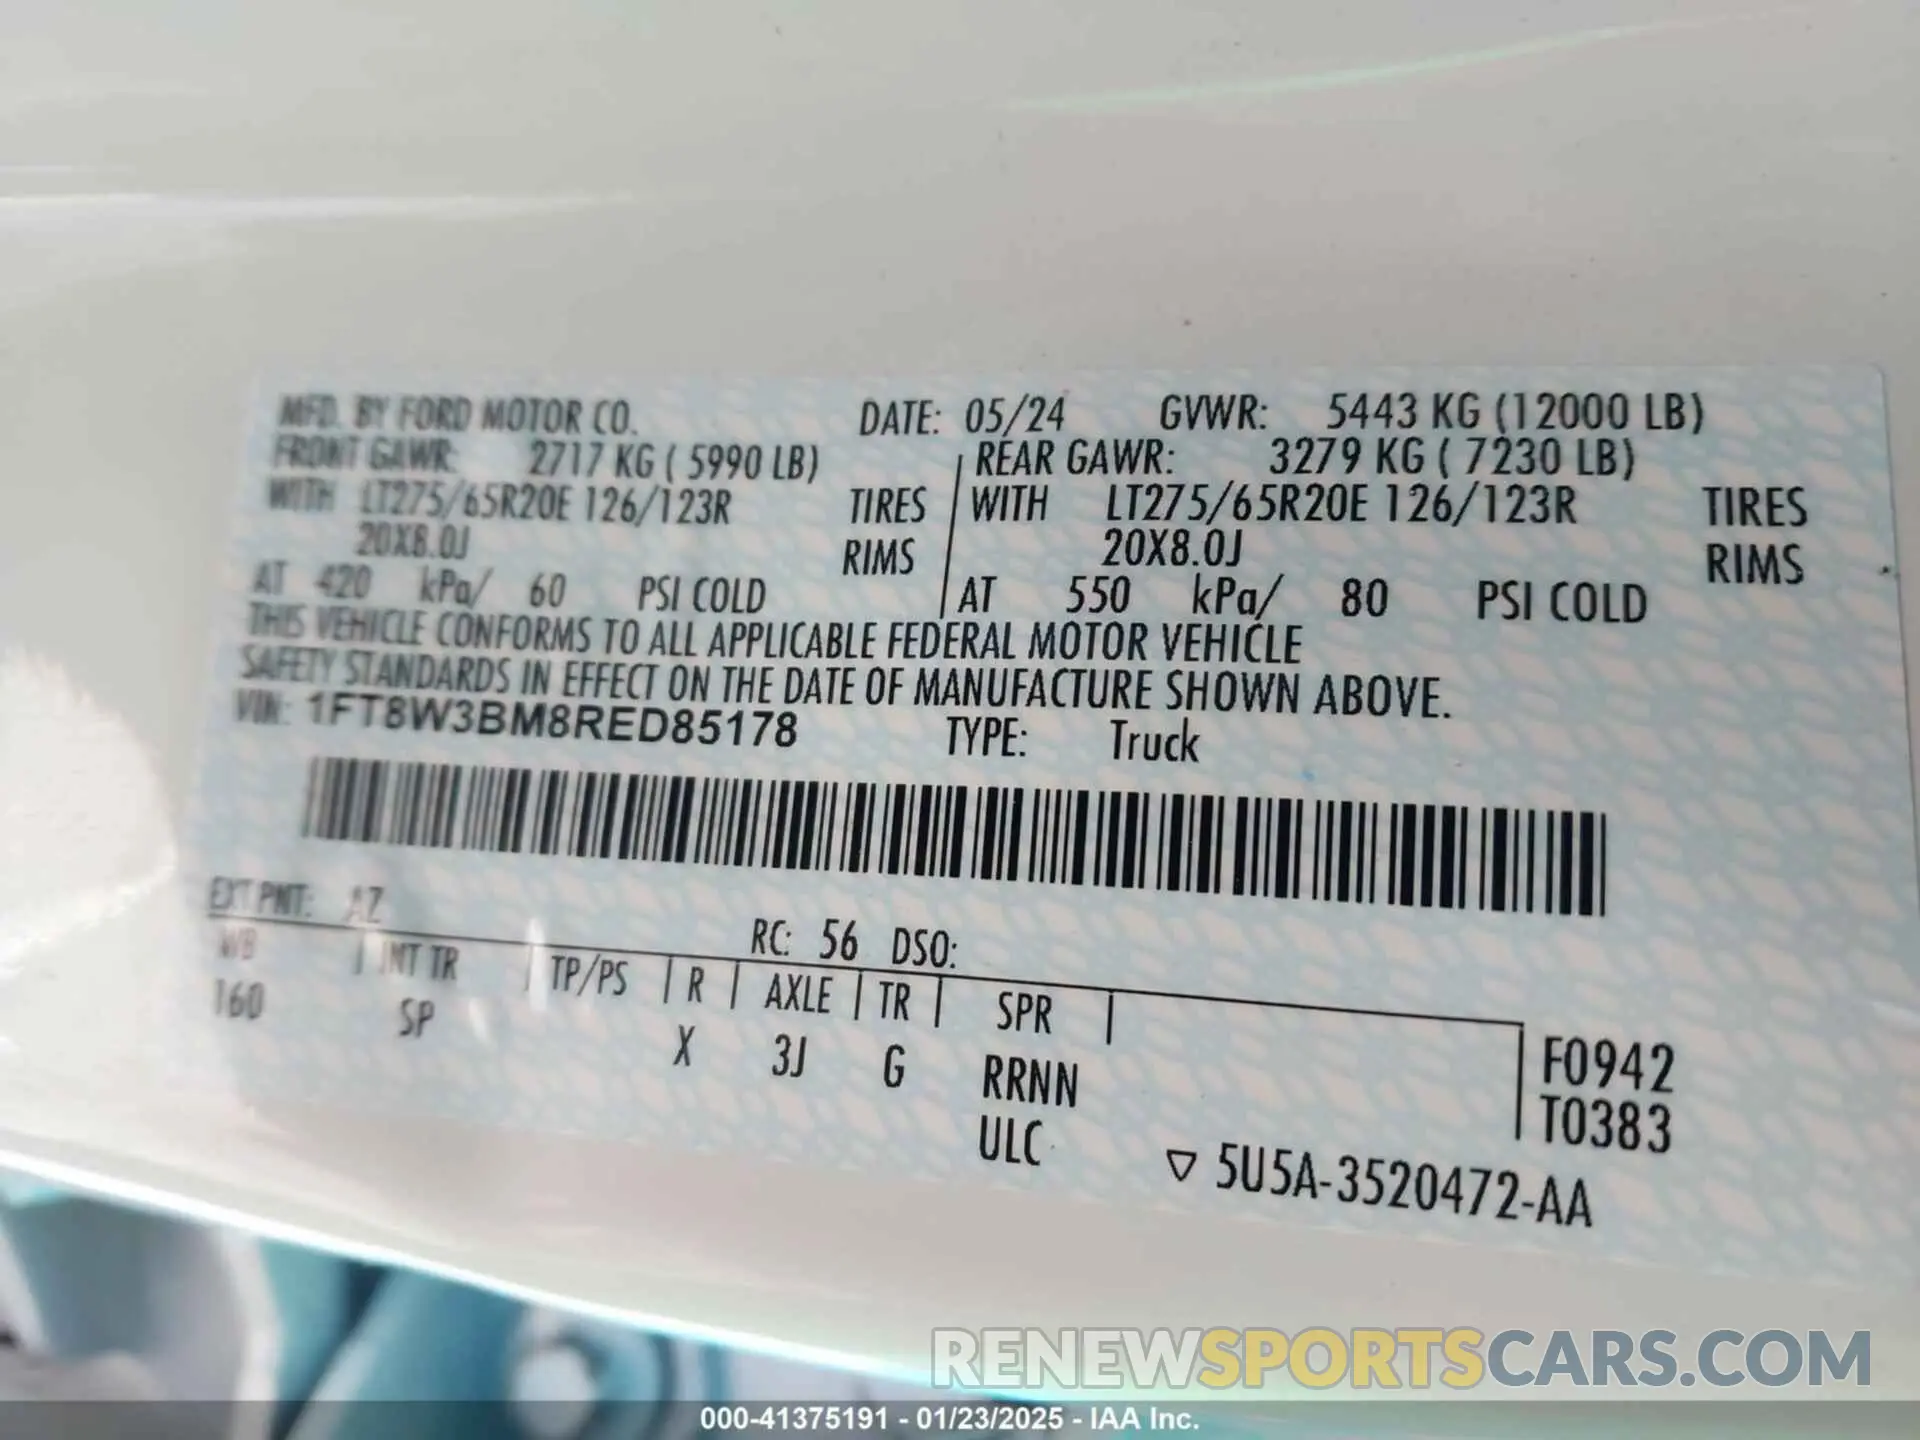 MFD. BY FORD MOTOR CO. DATE: 05/24 GVWR: 5443 KG (12000 LB)
FRONT GAWR: 2717 KG ( 5990 LB) REAR GAWR: 3279 KG ( 7230 LB)
WITH LT275/65R20E 126/123R TIRES WITH LT275/65R20E 126/123R TIRES
20X8.0J RIMS 20X8.0J RIMS
AT 420 kPa/ 60 PSI COLD AT 550 kPa/ 80 PSI COLD
THIS VEHICLE CONFORMS TO ALL APPLICABLE FEDERAL MOTOR VEHICLE
SAFETY STANDARDS IN EFFECT ON THE DATE OF MANUFACTURE SHOWN ABOVE.
VIN: 1FT8W3BM8RED85178 TYPE: Truck
EXT PNT: AZ RC: 56 DSO:
WB INT TR TP/PS R AXLE TR SPR
160 SP X 3J G RRNN F0942
ULC T0383
▽ 5U5A-3520472-AA
RENEWSPORTSCARS.COM
000-41375191 - 01/23/2025 - IAA Inc.